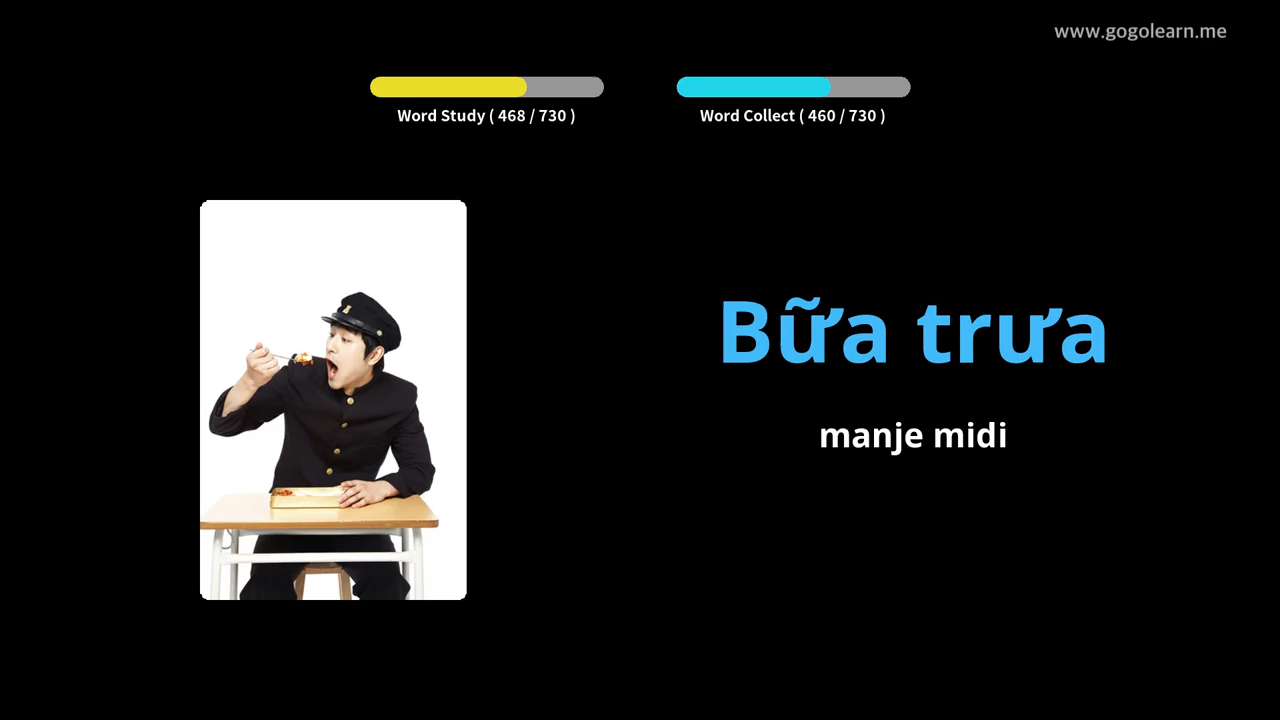 www.gogolearn.me
Word Study ( 468 / 730 )
Word Collect ( 460 / 730 )
Bữa trưa
manje midi